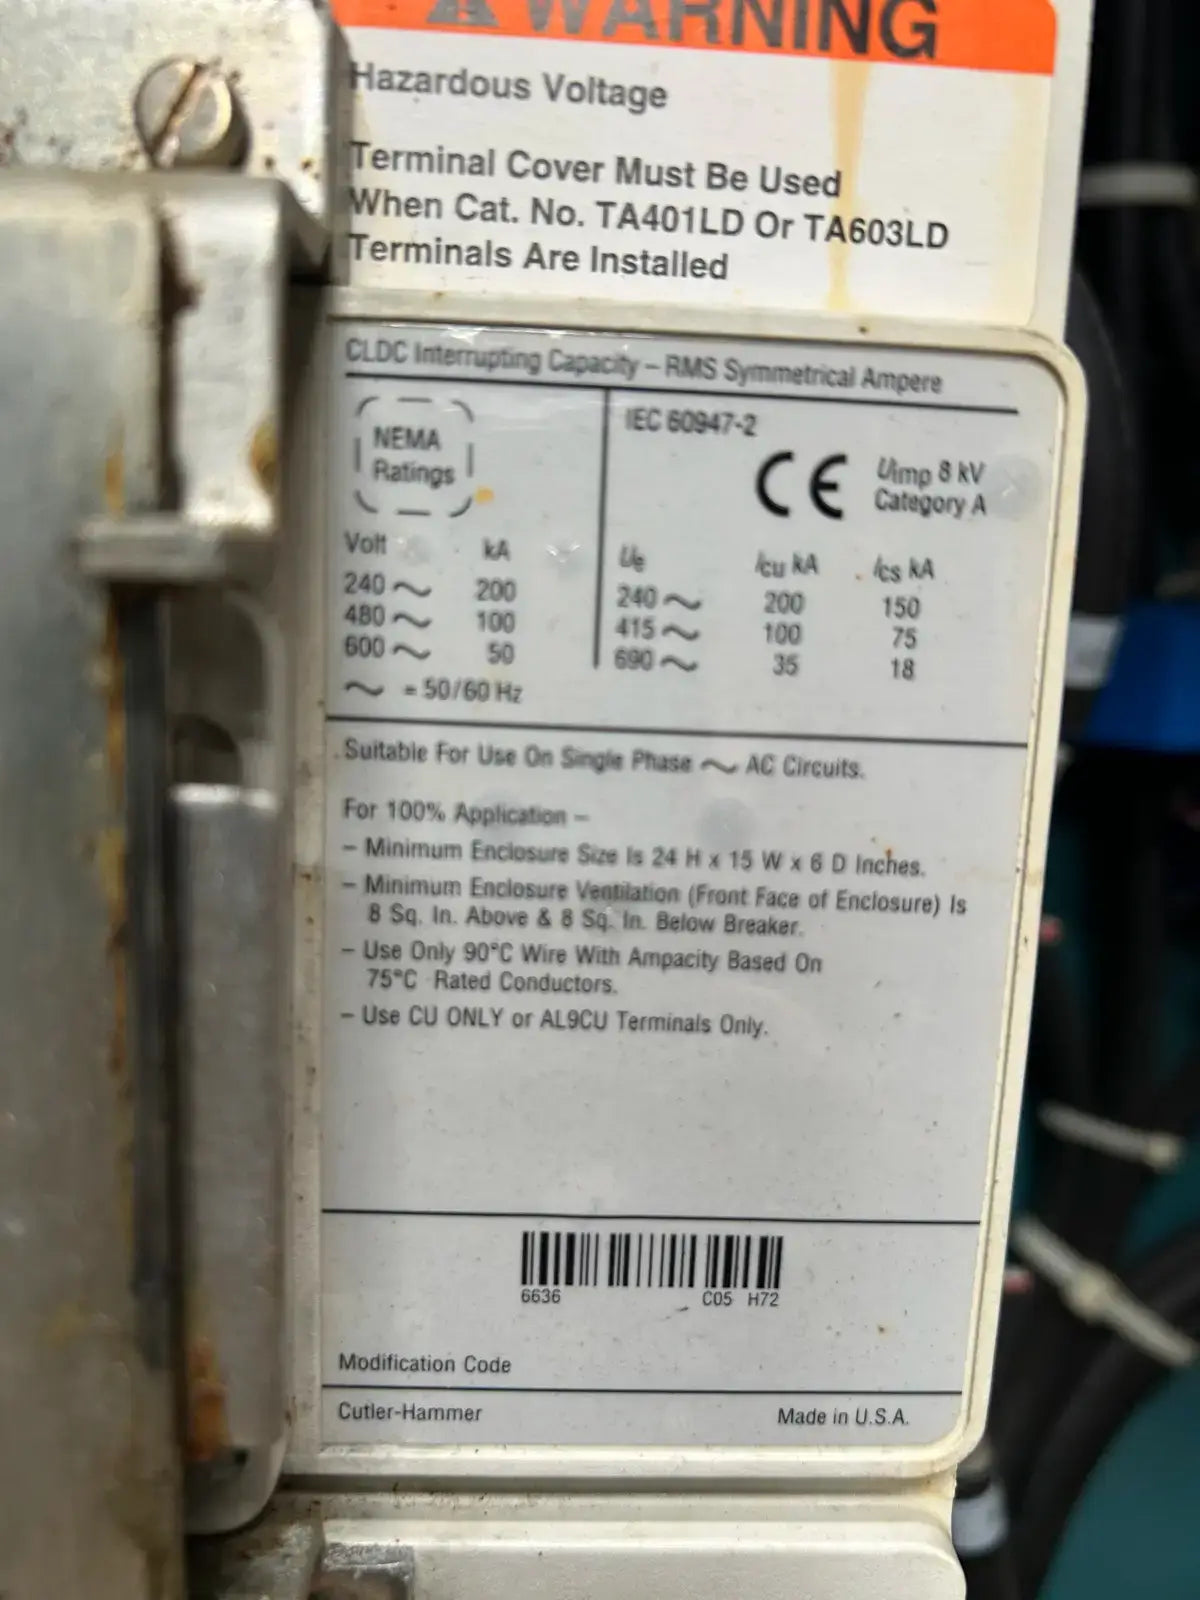 WARNING
Hazardous Voltage
Terminal Cover Must Be Used
When Cat. No. TA401LD Or TA603LD
Terminals Are Installed
CLDC Interrupting Capacity – RMS Symmetrical Ampere
NEMA
Ratings
Volt kA
240 ~ 200
480 ~ 100
600 ~ 50
~ = 50/60 Hz
IEC 60947-2
CE
Uimp 8 kV
Category A
Ue Icu kA Ics kA
240 ~ 200 150
415 ~ 100 75
690 ~ 35 18
Suitable For Use On Single Phase ~ AC Circuits.
For 100% Application –
– Minimum Enclosure Size Is 24 H x 15 W x 6 D Inches.
– Minimum Enclosure Ventilation (Front Face of Enclosure) Is
8 Sq. In. Above & 8 Sq. In. Below Breaker.
– Use Only 90°C Wire With Ampacity Based On
75°C Rated Conductors.
– Use CU ONLY or AL9CU Terminals Only.
6636 C05 H72
Modification Code
Cutler-Hammer Made in U.S.A.